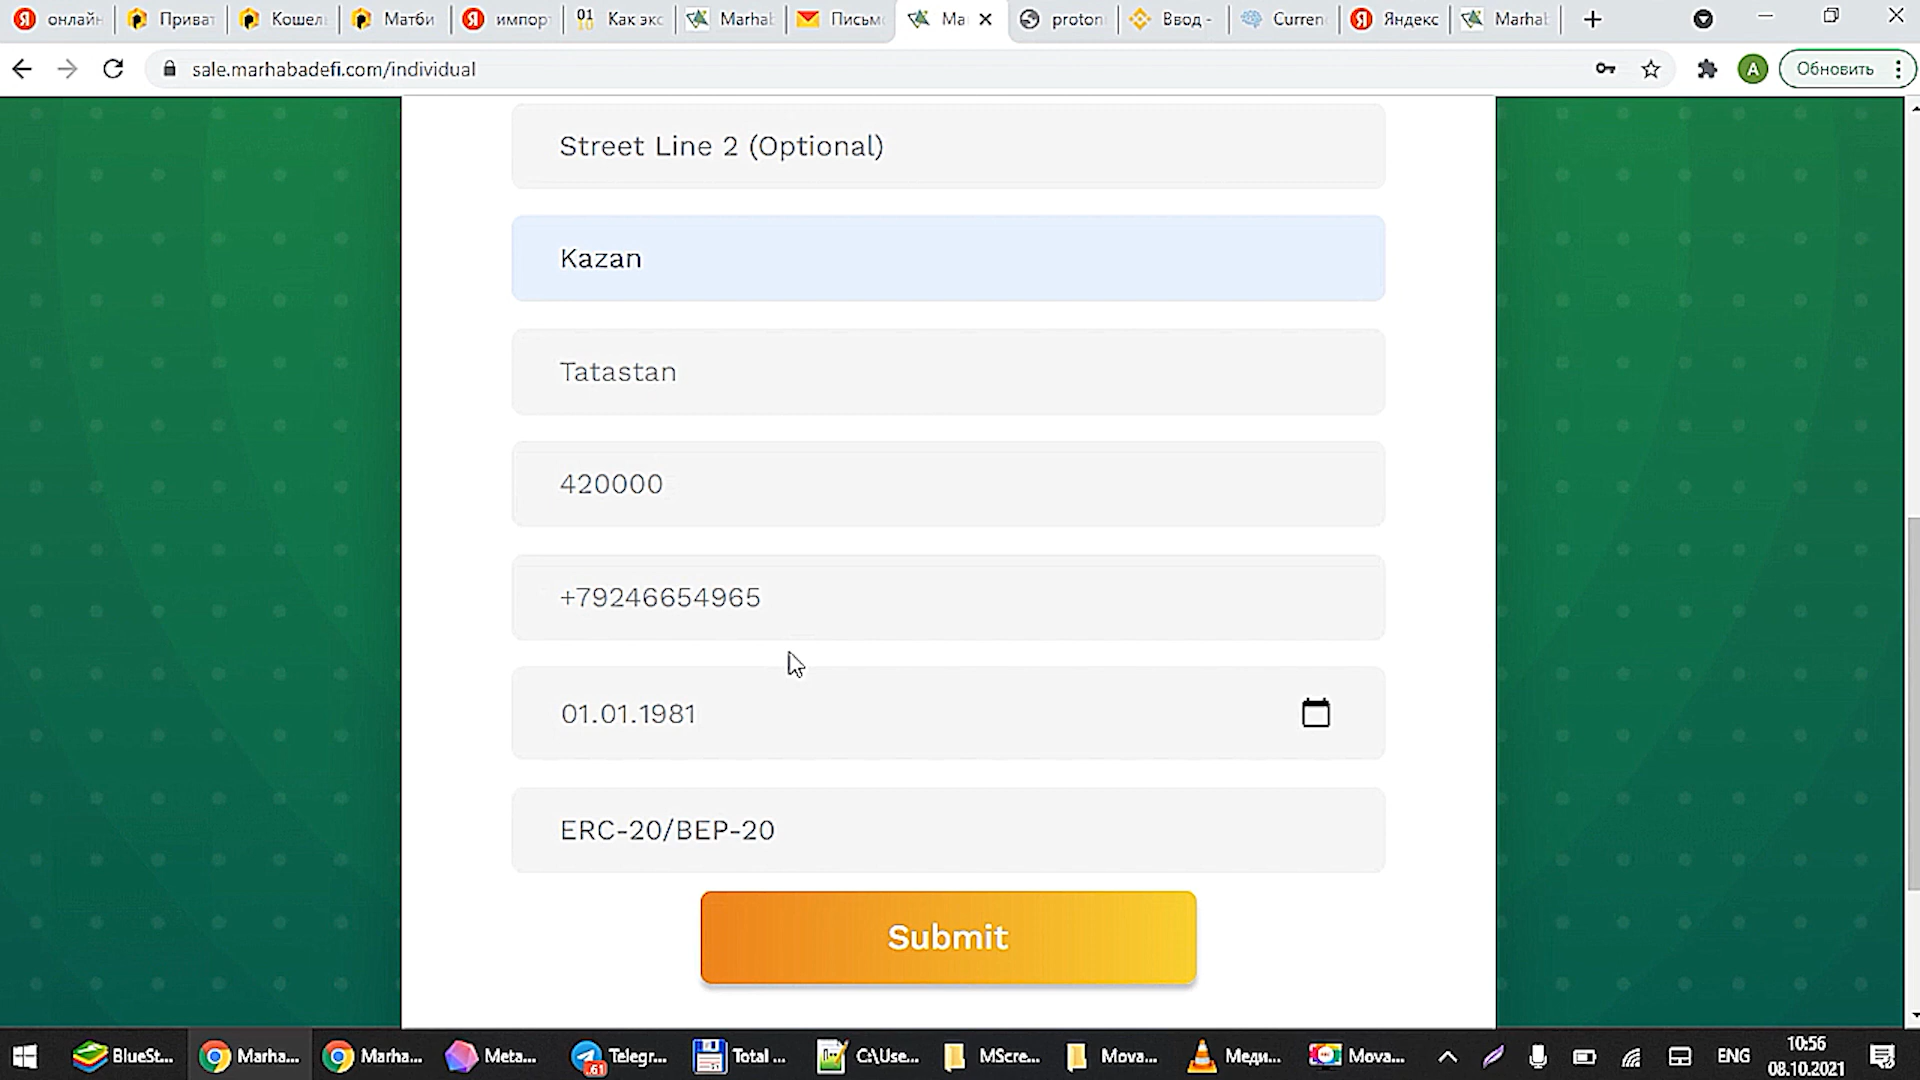 онлайн
Приват
Кошел
Матби
импор
Как экс
Marhab
Письмо
Ma
proton
Ввод -
Curren
Яндекс
Marhab
sale.marhabadefi.com/individual
A
Обновить
Street Line 2 (Optional)
Kazan
Tatastan
420000
+79246654965
01.01.1981
ERC-20/BEP-20
Submit
BlueSt...
Marha...
Marha...
Meta...
Telegr...
.61
Total ...
C:\Use...
MScre...
Mova...
Меди...
Mova...
ENG
10:56
08.10.2021